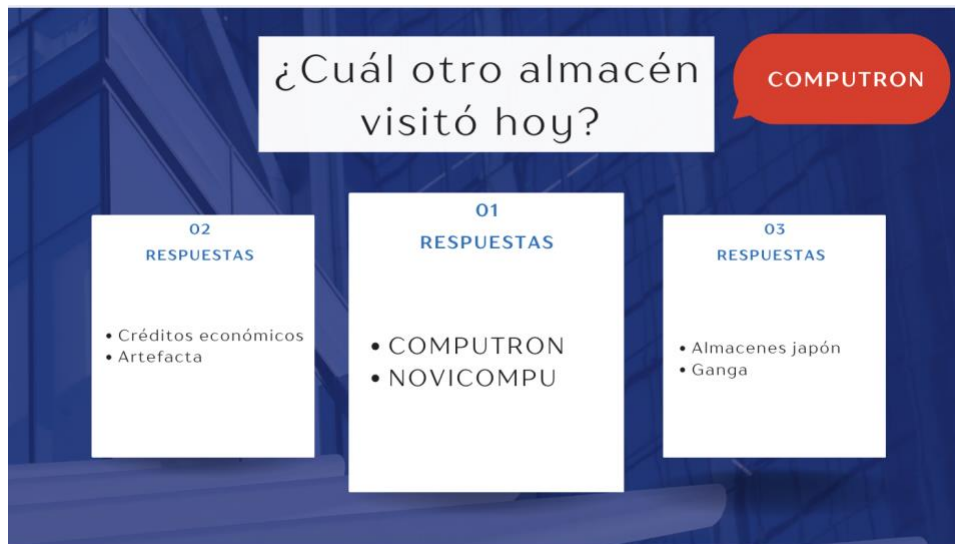 ¿Cuál otro almacén
visitó hoy?
COMPUTRON
02
RESPUESTAS
• Créditos económicos
• Artefacta
01
RESPUESTAS
• COMPUTRON
• NOVICOMPU
03
RESPUESTAS
• Almacenes japón
• Ganga